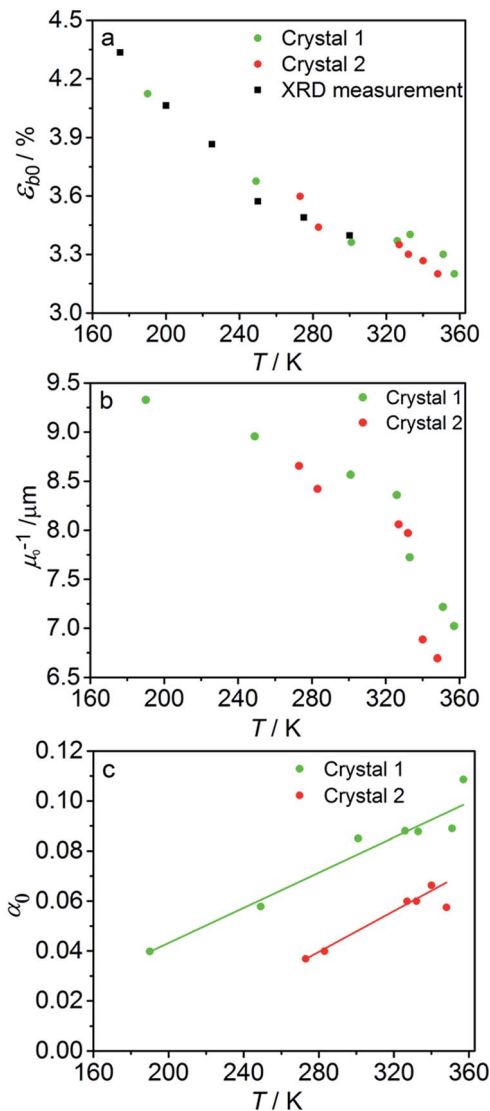 a
Crystal 1
Crystal 2
XRD measurement
4.5
4.2
3.9
3.6
3.3
3.0
εb0 / %
160 200 240 280 320 360
T / K
b
Crystal 1
Crystal 2
9.5
9.0
8.5
8.0
7.5
7.0
6.5
μ0-1 /μm
160 200 240 280 320 360
T / K
c
Crystal 1
Crystal 2
0.12
0.10
0.08
0.06
0.04
0.02
0.00
α0
160 200 240 280 320 360
T / K